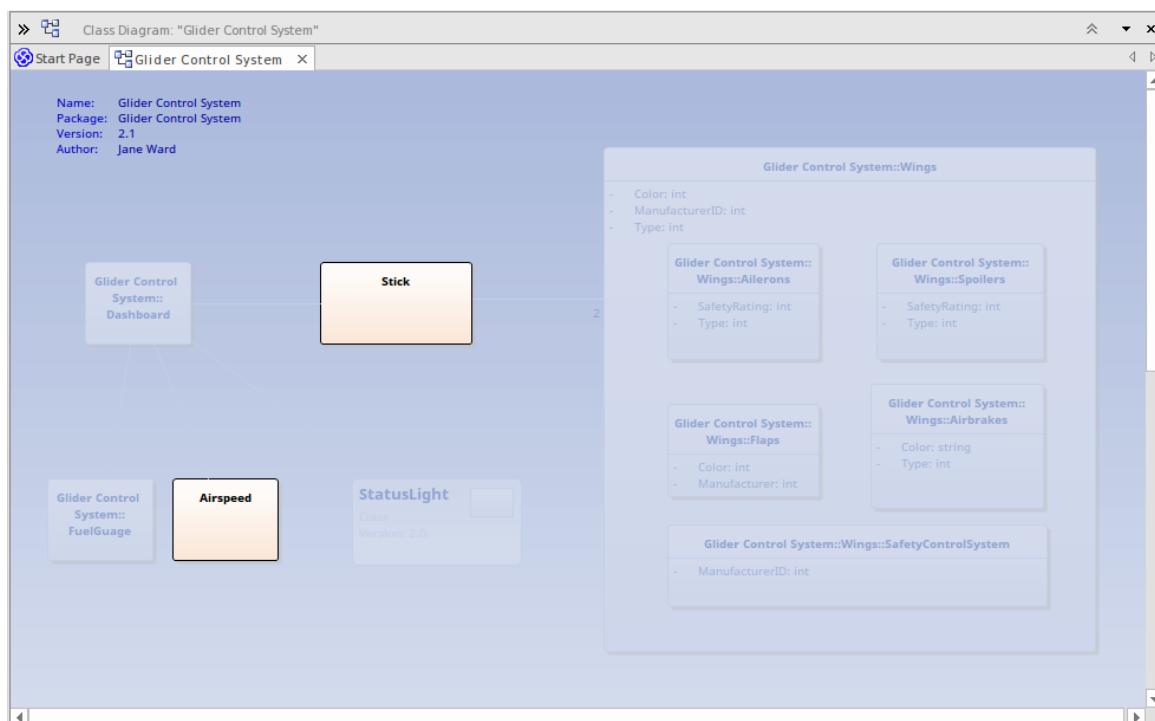 Class Diagram: "Glider Control System"
Start Page
Glider Control System
Name: Glider Control System
Package: Glider Control System
Version: 2.1
Author: Jane Ward
Glider Control System::Wings
- Color: int
- ManufacturerID: int
- Type: int
Glider Control
System::
Dashboard
Stick
2
Glider Control System::
Wings::Ailerons
- SafetyRating: int
- Type: int
Glider Control System::
Wings::Spoilers
- SafetyRating: int
- Type: int
Glider Control System::
Wings::Flaps
- Color: int
- Manufacturer: int
Glider Control System::
Wings::Airbrakes
- Color: string
- Type: int
Glider Control
System::
FuelGuage
Airspeed
StatusLight
Class
Version: 2.0
Glider Control System::Wings::SafetyControlSystem
- ManufacturerID: int